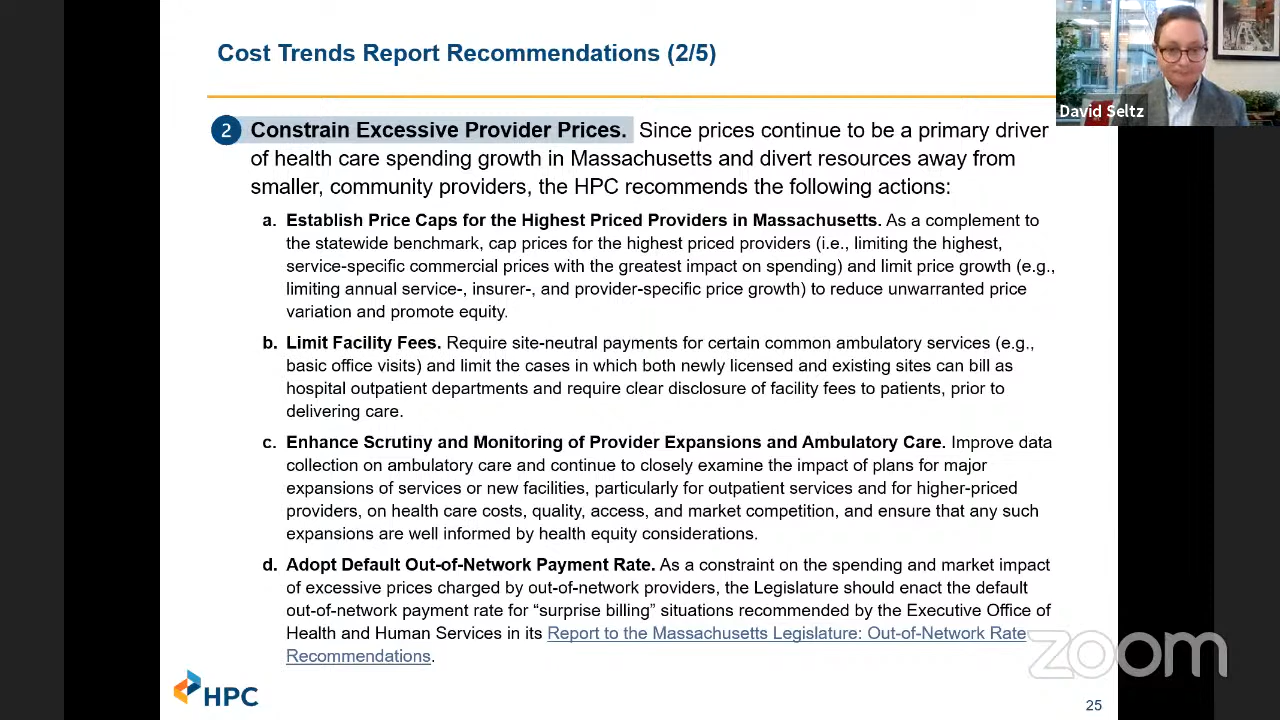 Cost Trends Report Recommendations (2/5)
David Seltz
2 Constrain Excessive Provider Prices. Since prices continue to be a primary driver
of health care spending growth in Massachusetts and divert resources away from
smaller, community providers, the HPC recommends the following actions:
a. Establish Price Caps for the Highest Priced Providers in Massachusetts. As a complement to
the statewide benchmark, cap prices for the highest priced providers (i.e., limiting the highest,
service-specific commercial prices with the greatest impact on spending) and limit price growth (e.g.,
limiting annual service-, insurer-, and provider-specific price growth) to reduce unwarranted price
variation and promote equity.
b. Limit Facility Fees. Require site-neutral payments for certain common ambulatory services (e.g.,
basic office visits) and limit the cases in which both newly licensed and existing sites can bill as
hospital outpatient departments and require clear disclosure of facility fees to patients, prior to
delivering care.
c. Enhance Scrutiny and Monitoring of Provider Expansions and Ambulatory Care. Improve data
collection on ambulatory care and continue to closely examine the impact of plans for major
expansions of services or new facilities, particularly for outpatient services and for higher-priced
providers, on health care costs, quality, access, and market competition, and ensure that any such
expansions are well informed by health equity considerations.
d. Adopt Default Out-of-Network Payment Rate. As a constraint on the spending and market impact
of excessive prices charged by out-of-network providers, the Legislature should enact the default
out-of-network payment rate for “surprise billing” situations recommended by the Executive Office of
Health and Human Services in its Report to the Massachusetts Legislature: Out-of-Network Rate
Recommendations.
zoom
HPC
25